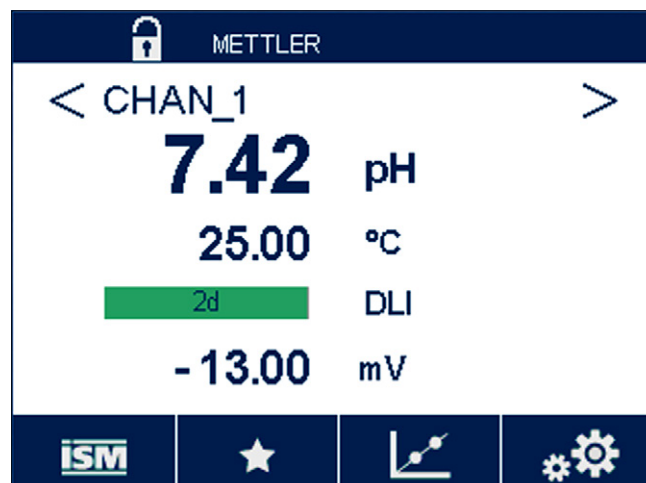 METTLER
< CHAN_1 >
7.42 pH
25.00 °C
2d DLI
-13.00 mV
iSM